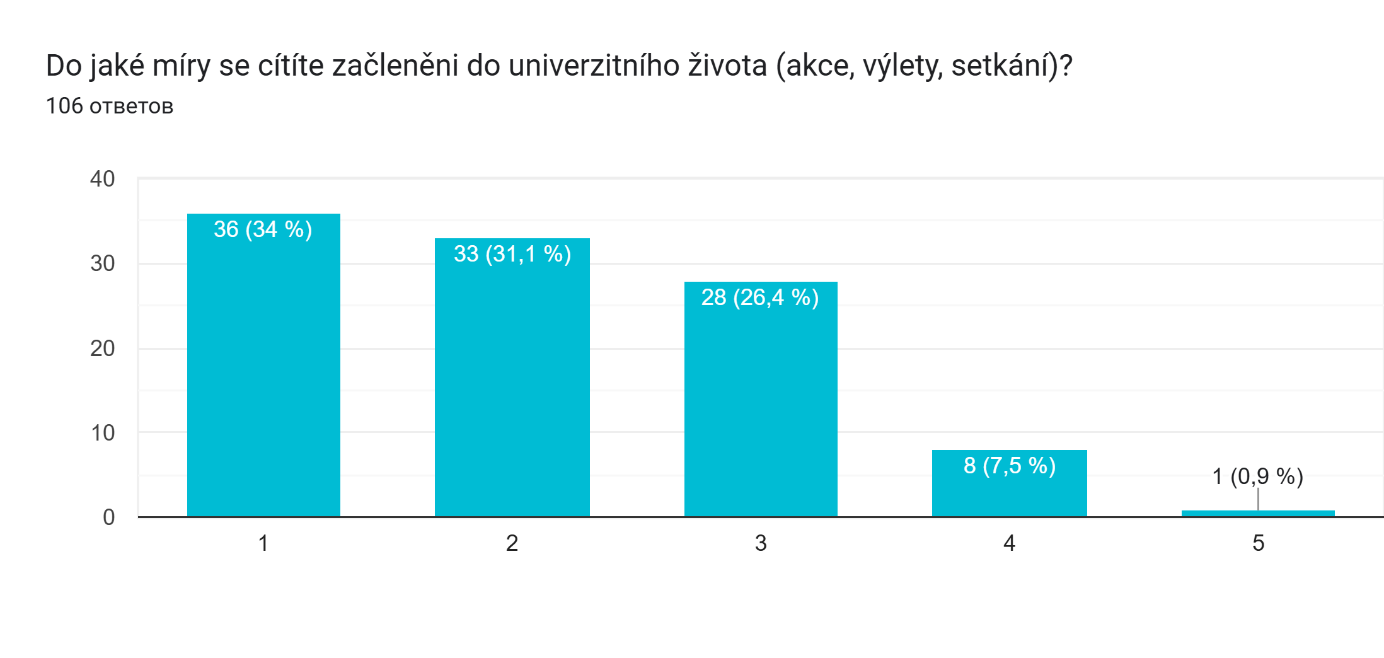 Do jaké míry se cítíte začleněni do univerzitního života (akce, výlety, setkání)?
106 ответов
40
30
20
10
0
36 (34 %)
33 (31,1 %)
28 (26,4 %)
8 (7,5 %)
1 (0,9 %)
1
2
3
4
5